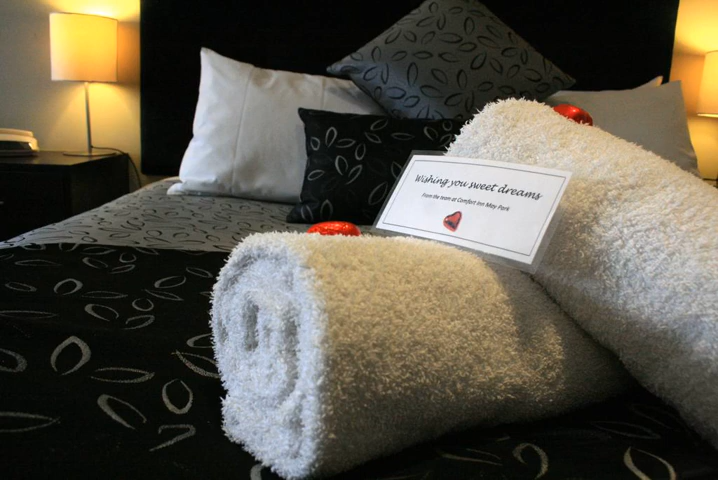 Wishing you sweet dreams
From the team at Comfort Inn May Park